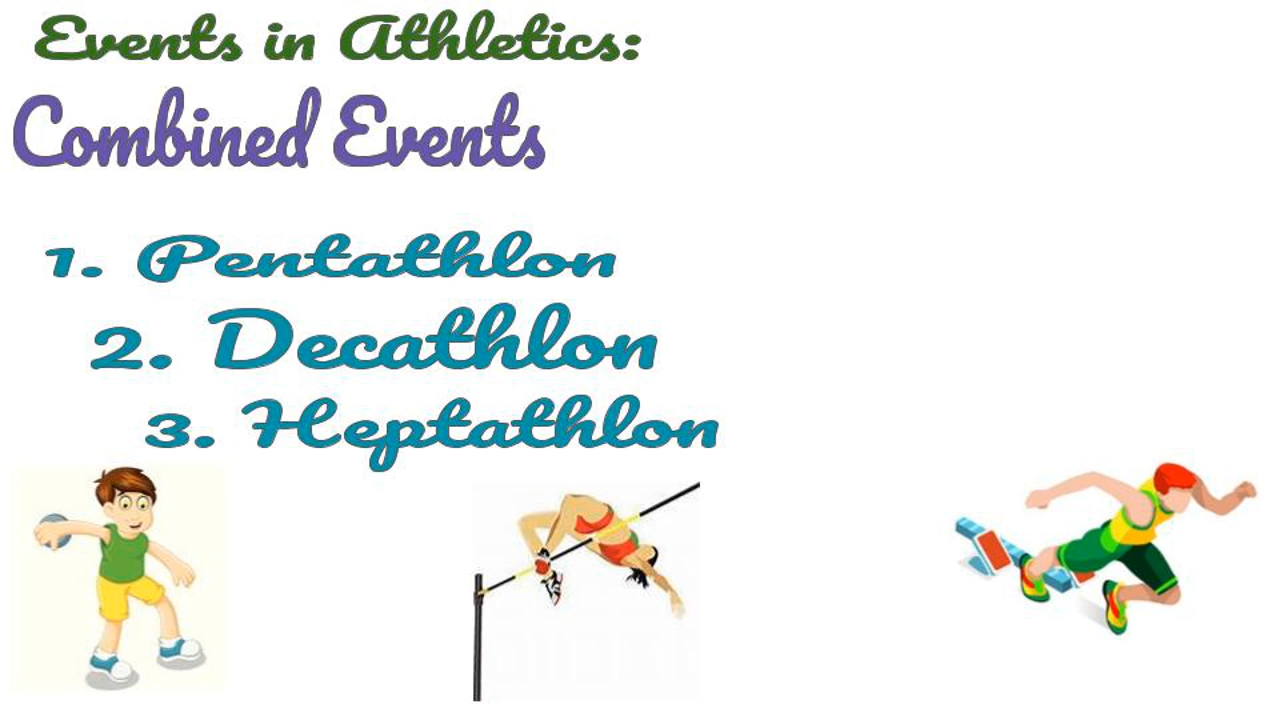 Events in Athletics:
Combined Events
1. Pentathlon
2. Decathlon
3. Heptathlon